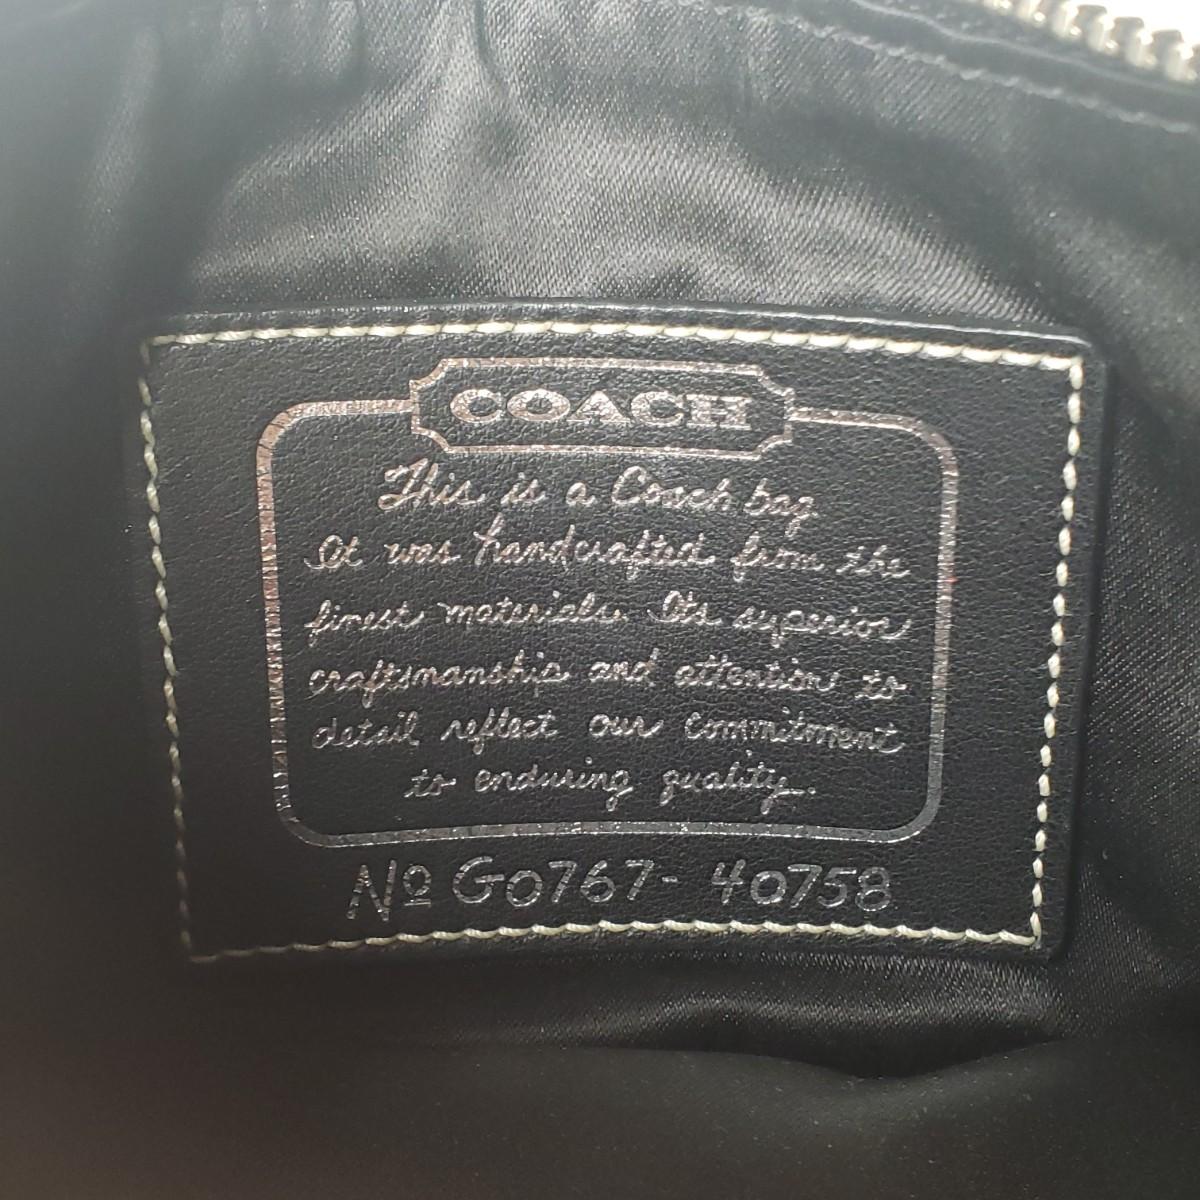 COACH
This is a Coach bag
It was handcrafted from the
finest materials. Its superior
craftsmanship and attention to
detail reflect our commitment
to enduring quality.
No G0767-40758